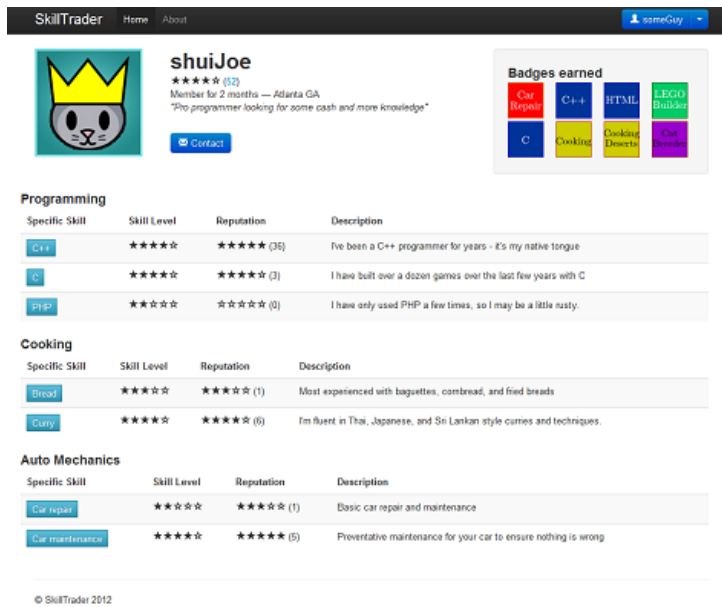 SkillTrader Home About someGuy
shuiJoe
★★★★☆ (52)
Member for 2 months — Atlanta GA
"Pro programmer looking for some cash and more knowledge"
Contact
Badges earned
Car Repair C++ HTML LEGO Builder
C Cooking Cooking Deserts Cat Breeder
Programming
Specific Skill Skill Level Reputation Description
C++ ★★★★☆ ★★★★★ (35) I've been a C++ programmer for years - it's my native tongue
C ★★★★☆ ★★★★☆ (3) I have built over a dozen games over the last few years with C
PHP ★★☆☆☆ ☆☆☆☆☆ (0) I have only used PHP a few times, so I may be a little rusty.
Cooking
Specific Skill Skill Level Reputation Description
Bread ★★★☆☆ ★★★☆☆ (1) Most experienced with baguettes, cornbread, and fried breads
Curry ★★★★☆ ★★★★☆ (6) I'm fluent in Thai, Japanese, and Sri Lankan style curries and techniques.
Auto Mechanics
Specific Skill Skill Level Reputation Description
Car repair ★★☆☆☆ ★★★☆☆ (1) Basic car repair and maintenance
Car maintenance ★★★★☆ ★★★★★ (5) Preventative maintenance for your car to ensure nothing is wrong
© SkillTrader 2012